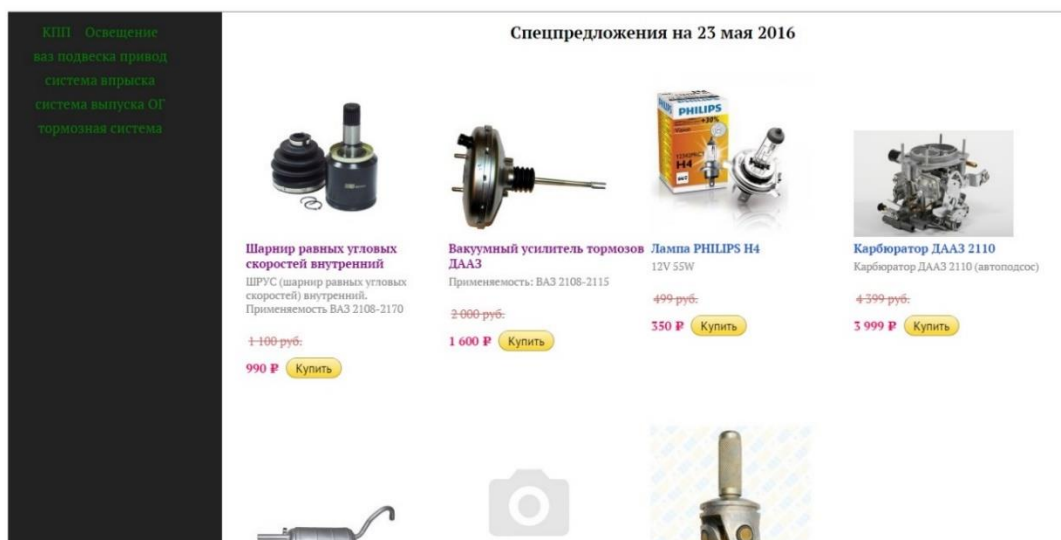 КПП Освещение
ваз подвеска привод
система впрыска
система выпуска ОГ
тормозная система
Спецпредложения на 23 мая 2016
PHILIPS
+30%
H4
Шарнир равных угловых
скоростей внутренний
ШРУС (шарнир равных угловых
скоростей) внутренний.
Применяемость ВАЗ 2108-2170
1 100 руб.
990 ₽ Купить
Вакуумный усилитель тормозов
ДААЗ
Применяемость: ВАЗ 2108-2115
2 000 руб.
1 600 ₽ Купить
Лампа PHILIPS H4
12V 55W
499 руб.
350 ₽ Купить
Карбюратор ДААЗ 2110
Карбюратор ДААЗ 2110 (автоподсос)
4 399 руб.
3 999 ₽ Купить